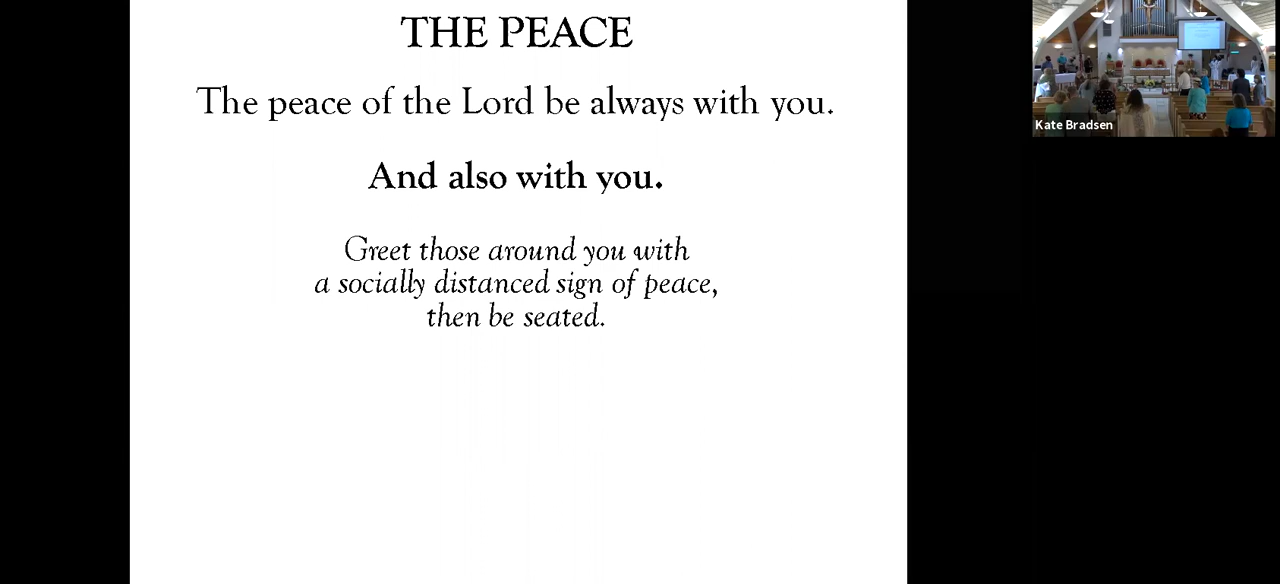 THE PEACE
The peace of the Lord be always with you.
And also with you.
Greet those around you with
a socially distanced sign of peace,
then be seated.
Kate Bradsen